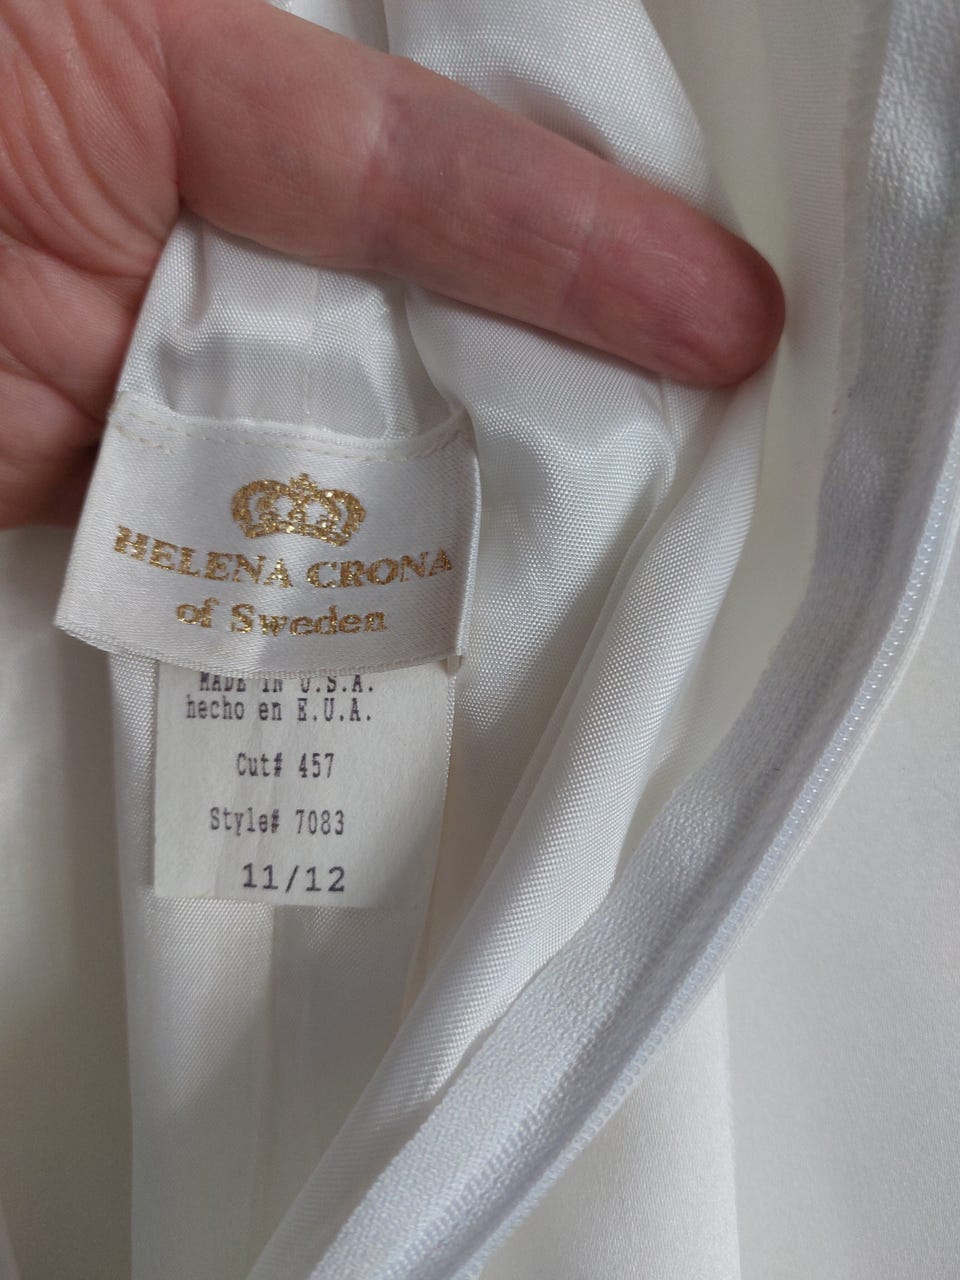 HELENA CRONA
of Sweden
MADE IN U.S.A.
hecho en E.U.A.
Cut# 457
Style# 7083
11/12